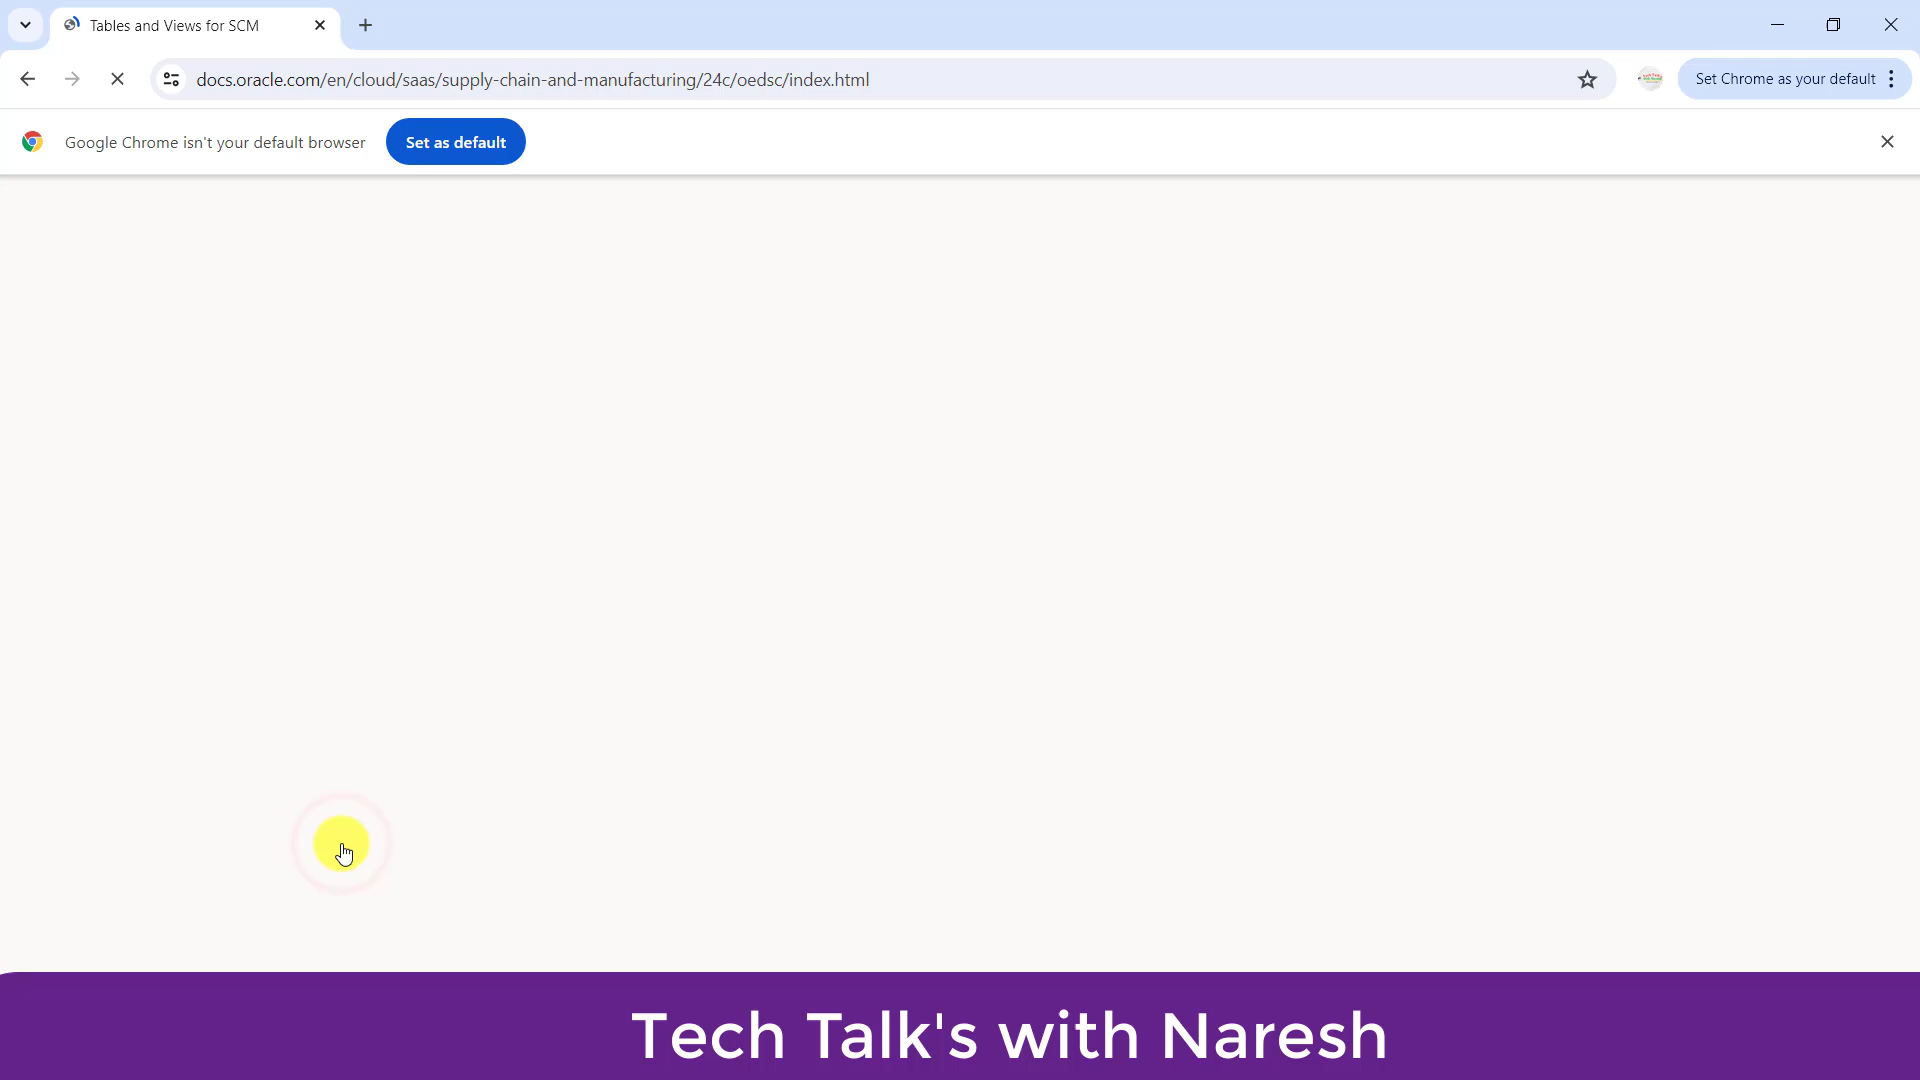 Tables and Views for SCM
docs.oracle.com/en/cloud/saas/supply-chain-and-manufacturing/24c/oedsc/index.html
Set Chrome as your default
Google Chrome isn't your default browser
Set as default
Tech Talk's with Naresh